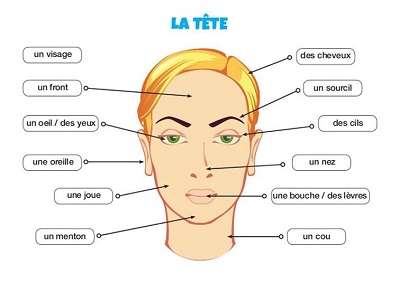 LA TÊTE
un visage
des cheveux
un front
un sourcil
un oeil / des yeux
des cils
une oreille
un nez
une joue
une bouche / des lèvres
un menton
un cou